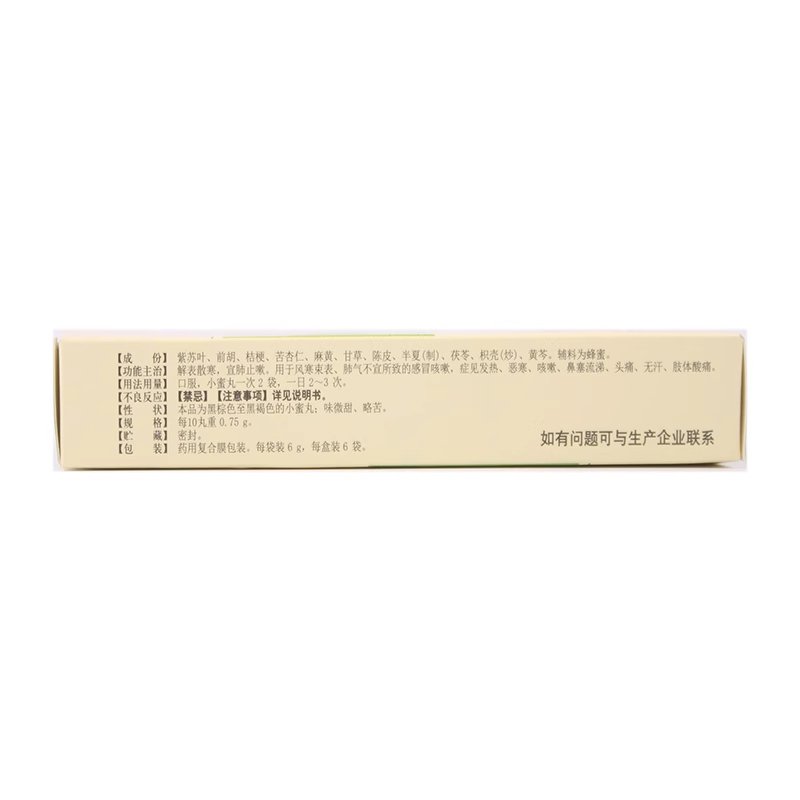 【成　份】紫苏叶、前胡、桔梗、苦杏仁、麻黄、甘草、陈皮、半夏(制)、茯苓、枳壳(炒)、黄芩。辅料为蜂蜜。
【功能主治】解表散寒，宣肺止嗽。用于风寒束表、肺气不宣所致的感冒咳嗽，症见发热、恶寒、咳嗽、鼻塞流涕、头痛、无汗、肢体酸痛。
【用法用量】口服，小蜜丸一次2袋，一日2～3次。
【不良反应】【禁忌】【注意事项】详见说明书。
【性　状】本品为黑棕色至黑褐色的小蜜丸；味微甜、略苦。
【规　格】每10丸重0.75g。
【贮　藏】密封。
【包　装】药用复合膜包装。每袋装6g，每盒装6袋。
如有问题可与生产企业联系